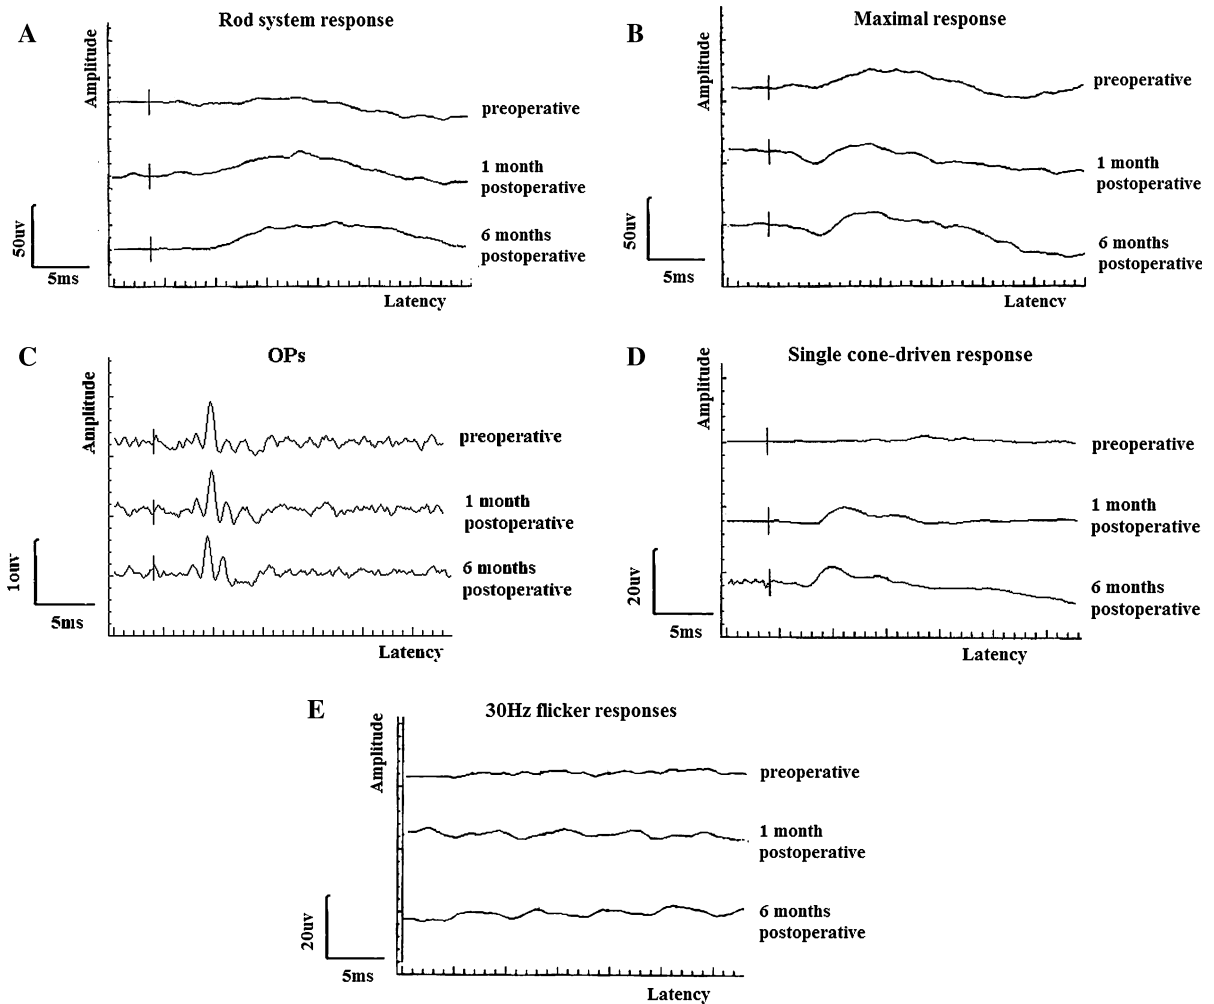 A
Rod system response
Amplitude
preoperative
1 month
postoperative
6 months
postoperative
50uv
5ms
Latency
B
Maximal response
Amplitude
preoperative
1 month
postoperative
6 months
postoperative
50uv
5ms
Latency
C
OPs
Amplitude
preoperative
1 month
postoperative
6 months
postoperative
1ouv
5ms
Latency
D
Single cone-driven response
Amplitude
preoperative
1 month
postoperative
6 months
postoperative
20uv
5ms
Latency
E
30Hz flicker responses
Amplitude
preoperative
1 month
postoperative
6 months
postoperative
20uv
5ms
Latency